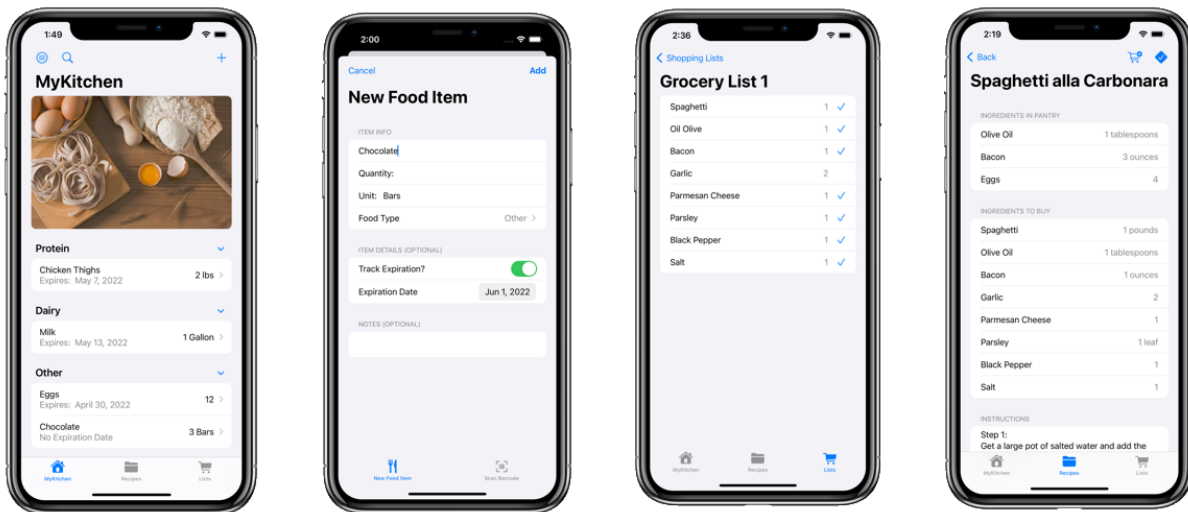 1:49
MyKitchen
Protein
Chicken Thighs
2 lbs
Expires: May 7, 2022
Dairy
Milk
1 Gallon
Expires: May 13, 2022
Other
Eggs
12
Expires: April 30, 2022
Chocolate
3 Bars
No Expiration Date
MyKitchen
Recipes
Lists
2:00
Cancel
Add
New Food Item
ITEM INFO
Chocolate
Quantity:
Unit: Bars
Food Type Other
ITEM DETAILS (OPTIONAL)
Track Expiration?
Expiration Date Jun 1, 2022
NOTES (OPTIONAL)
New Food Item
Scan Barcode
2:36
Shopping Lists
Grocery List 1
Spaghetti 1
Oil Olive 1
Bacon 1
Garlic 2
Parmesan Cheese 1
Parsley 1
Black Pepper 1
Salt 1
MyKitchen
Recipes
Lists
2:19
Back
Spaghetti alla Carbonara
INGREDIENTS IN PANTRY
Olive Oil 1 tablespoons
Bacon 3 ounces
Eggs 4
INGREDIENTS TO BUY
Spaghetti 1 pounds
Olive Oil 1 tablespoons
Bacon 1 ounces
Garlic 2
Parmesan Cheese 1
Parsley 1 leaf
Black Pepper 1
Salt 1
INSTRUCTIONS
Step 1:
Get a large pot of salted water and add the
MyKitchen
Recipes
Lists